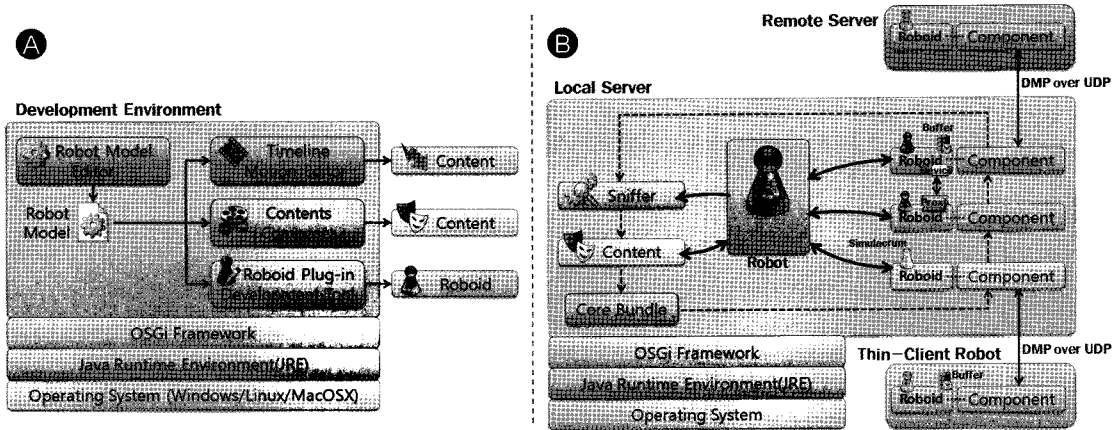 A
Development Environment
Robot Model
Editor
Robot
Model
Timeline
Content
Contents
Content
Roboid Plug-in
Roboid
OSGi Framework
Java Runtime Environment(JRE)
Operating System (Windows/Linux/MacOSX)
B
Remote Server
Roboid
Component
DMP over UDP
Local Server
Buffer
Roboid
Component
Sniffer
Roboid
Component
Content
Robot
Simulacrum
Roboid
Component
Core Bundle
OSGi Framework
Java Runtime Environment(JRE)
Operating System
Thin-Client Robot
DMP over UDP
Buffer
Roboid
Component